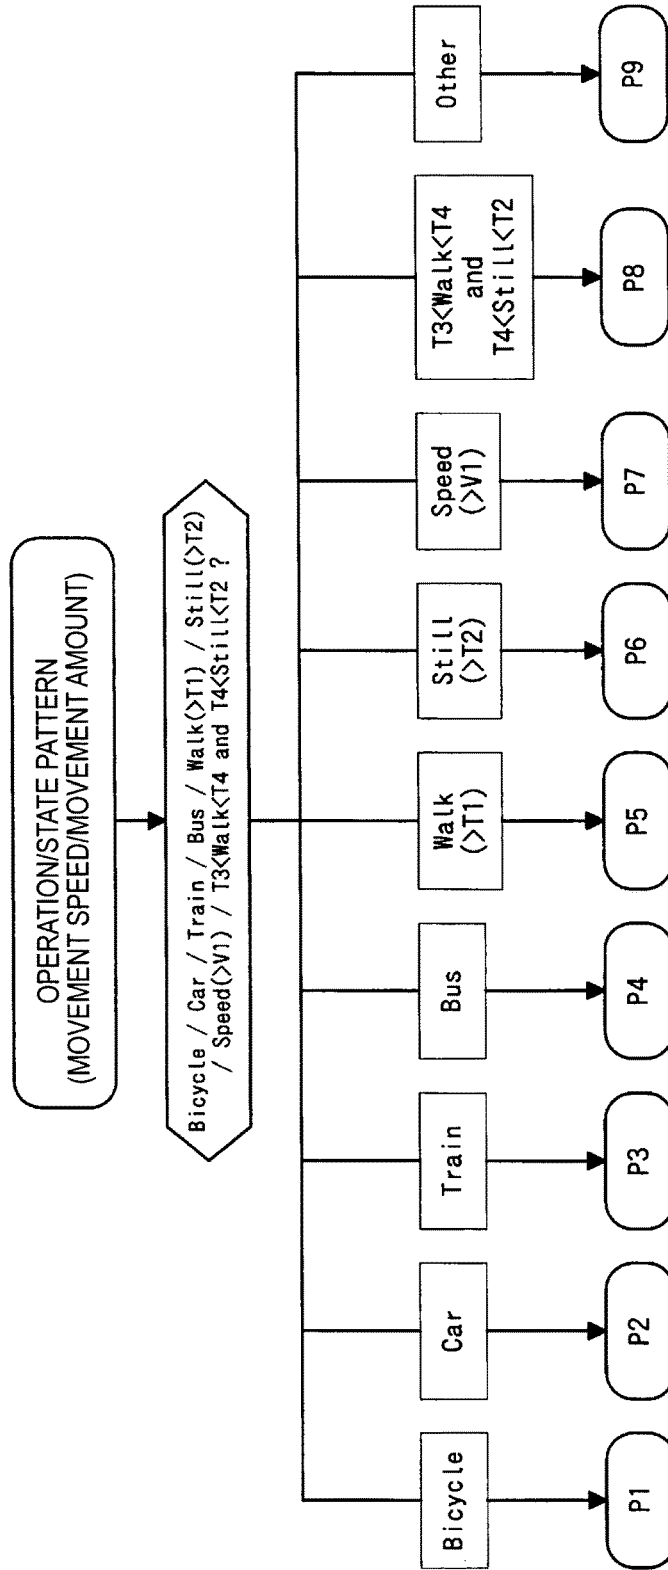 OPERATION/STATE PATTERN
(MOVEMENT SPEED/MOVEMENT AMOUNT)
Bicycle / Car / Train / Bus / Walk(>T1) / Still(>T2)
/ Speed(>V1) / T3<Walk<T4 and T4<Still<T2 ?
Bicycle
Car
Train
Bus
Walk
(>T1)
Still
(>T2)
Speed
(>V1)
T3<Walk<T4
and
T4<Still<T2
Other
P1
P2
P3
P4
P5
P6
P7
P8
P9